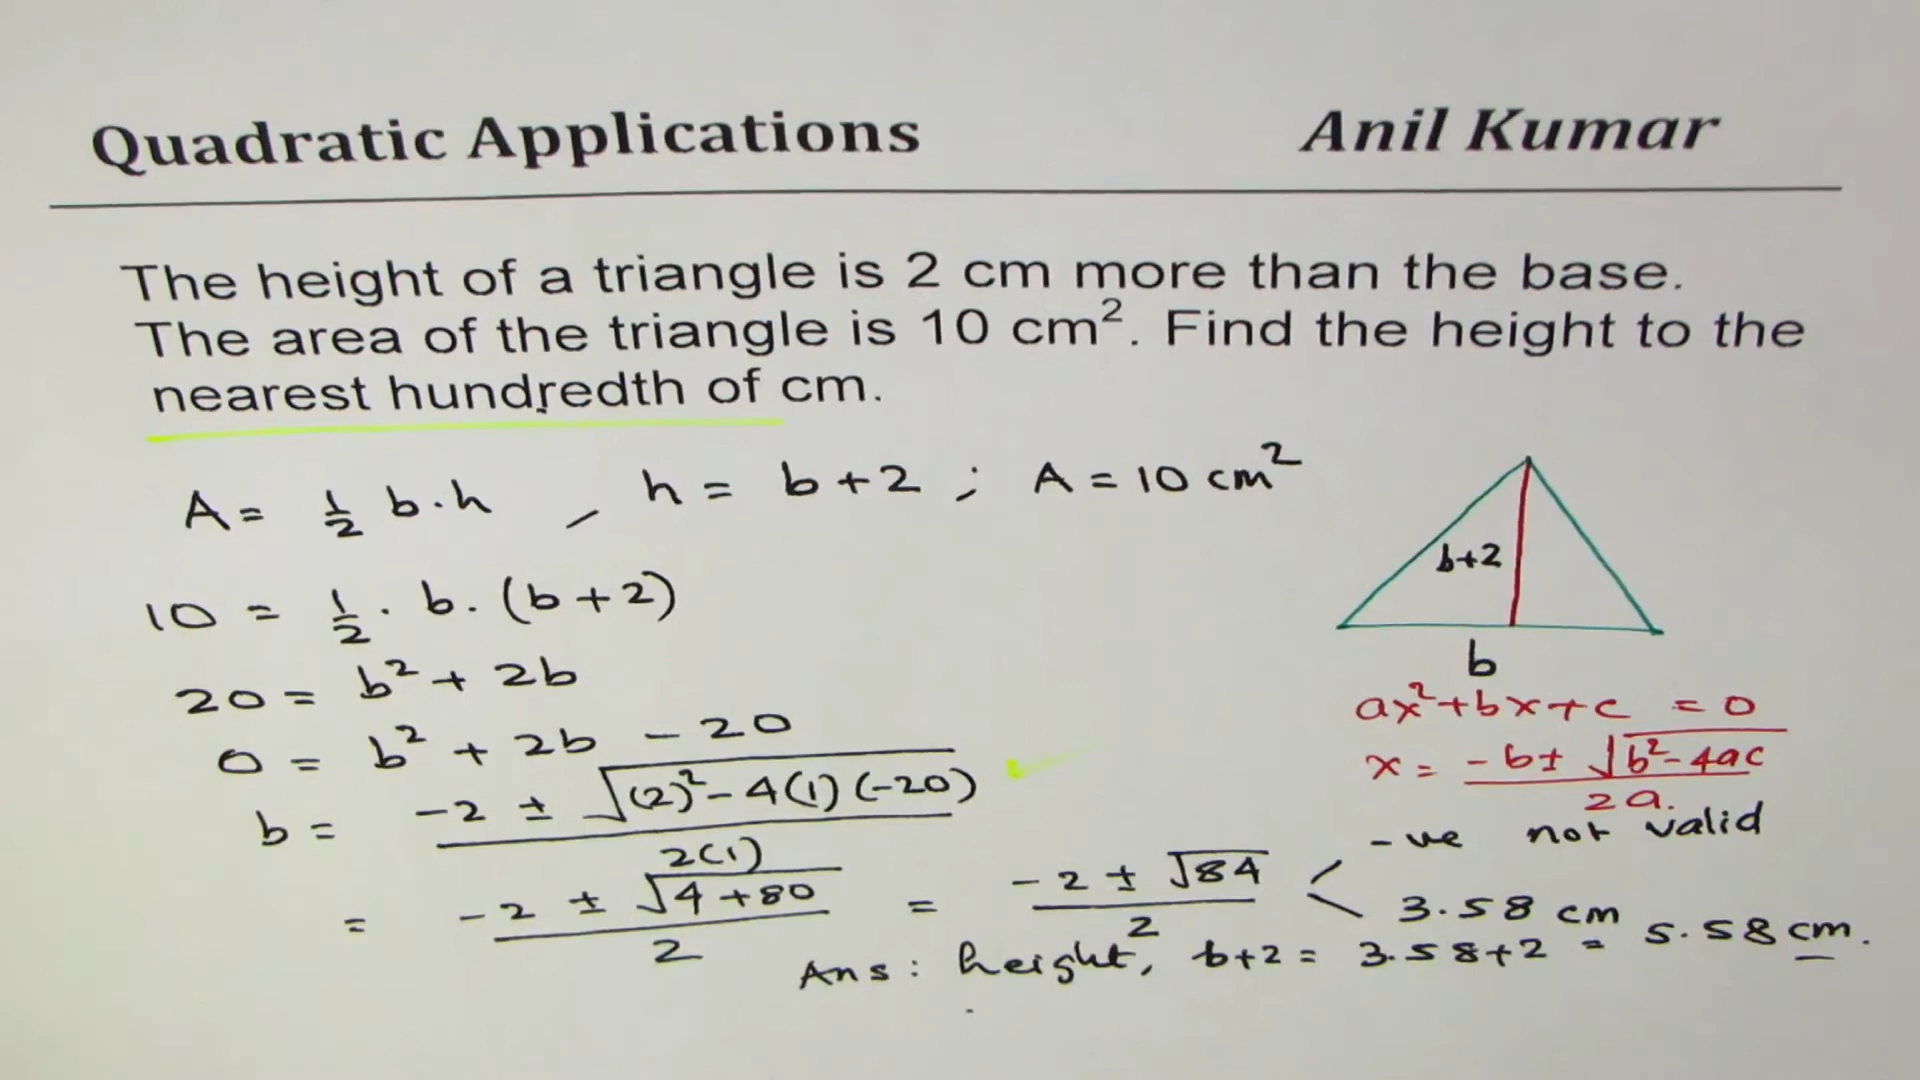 Quadratic Applications Anil Kumar
The height of a triangle is 2 cm more than the base.
The area of the triangle is 10 cm². Find the height to the
nearest hundredth of cm.
A = 1/2 b·h , h = b+2 ; A = 10 cm²
10 = 1/2 · b · (b+2)
20 = b² + 2b
0 = b² + 2b - 20
b = (-2 ± √((2)² - 4(1)(-20))) / 2(1)
= (-2 ± √(4+80)) / 2 = (-2 ± √84) / 2 < -ve not valid
3.58 cm
Ans: height, b+2 = 3.58+2 = 5.58 cm.
b+2
b
ax²+bx+c = 0
x = (-b ± √(b²-4ac)) / 2a.